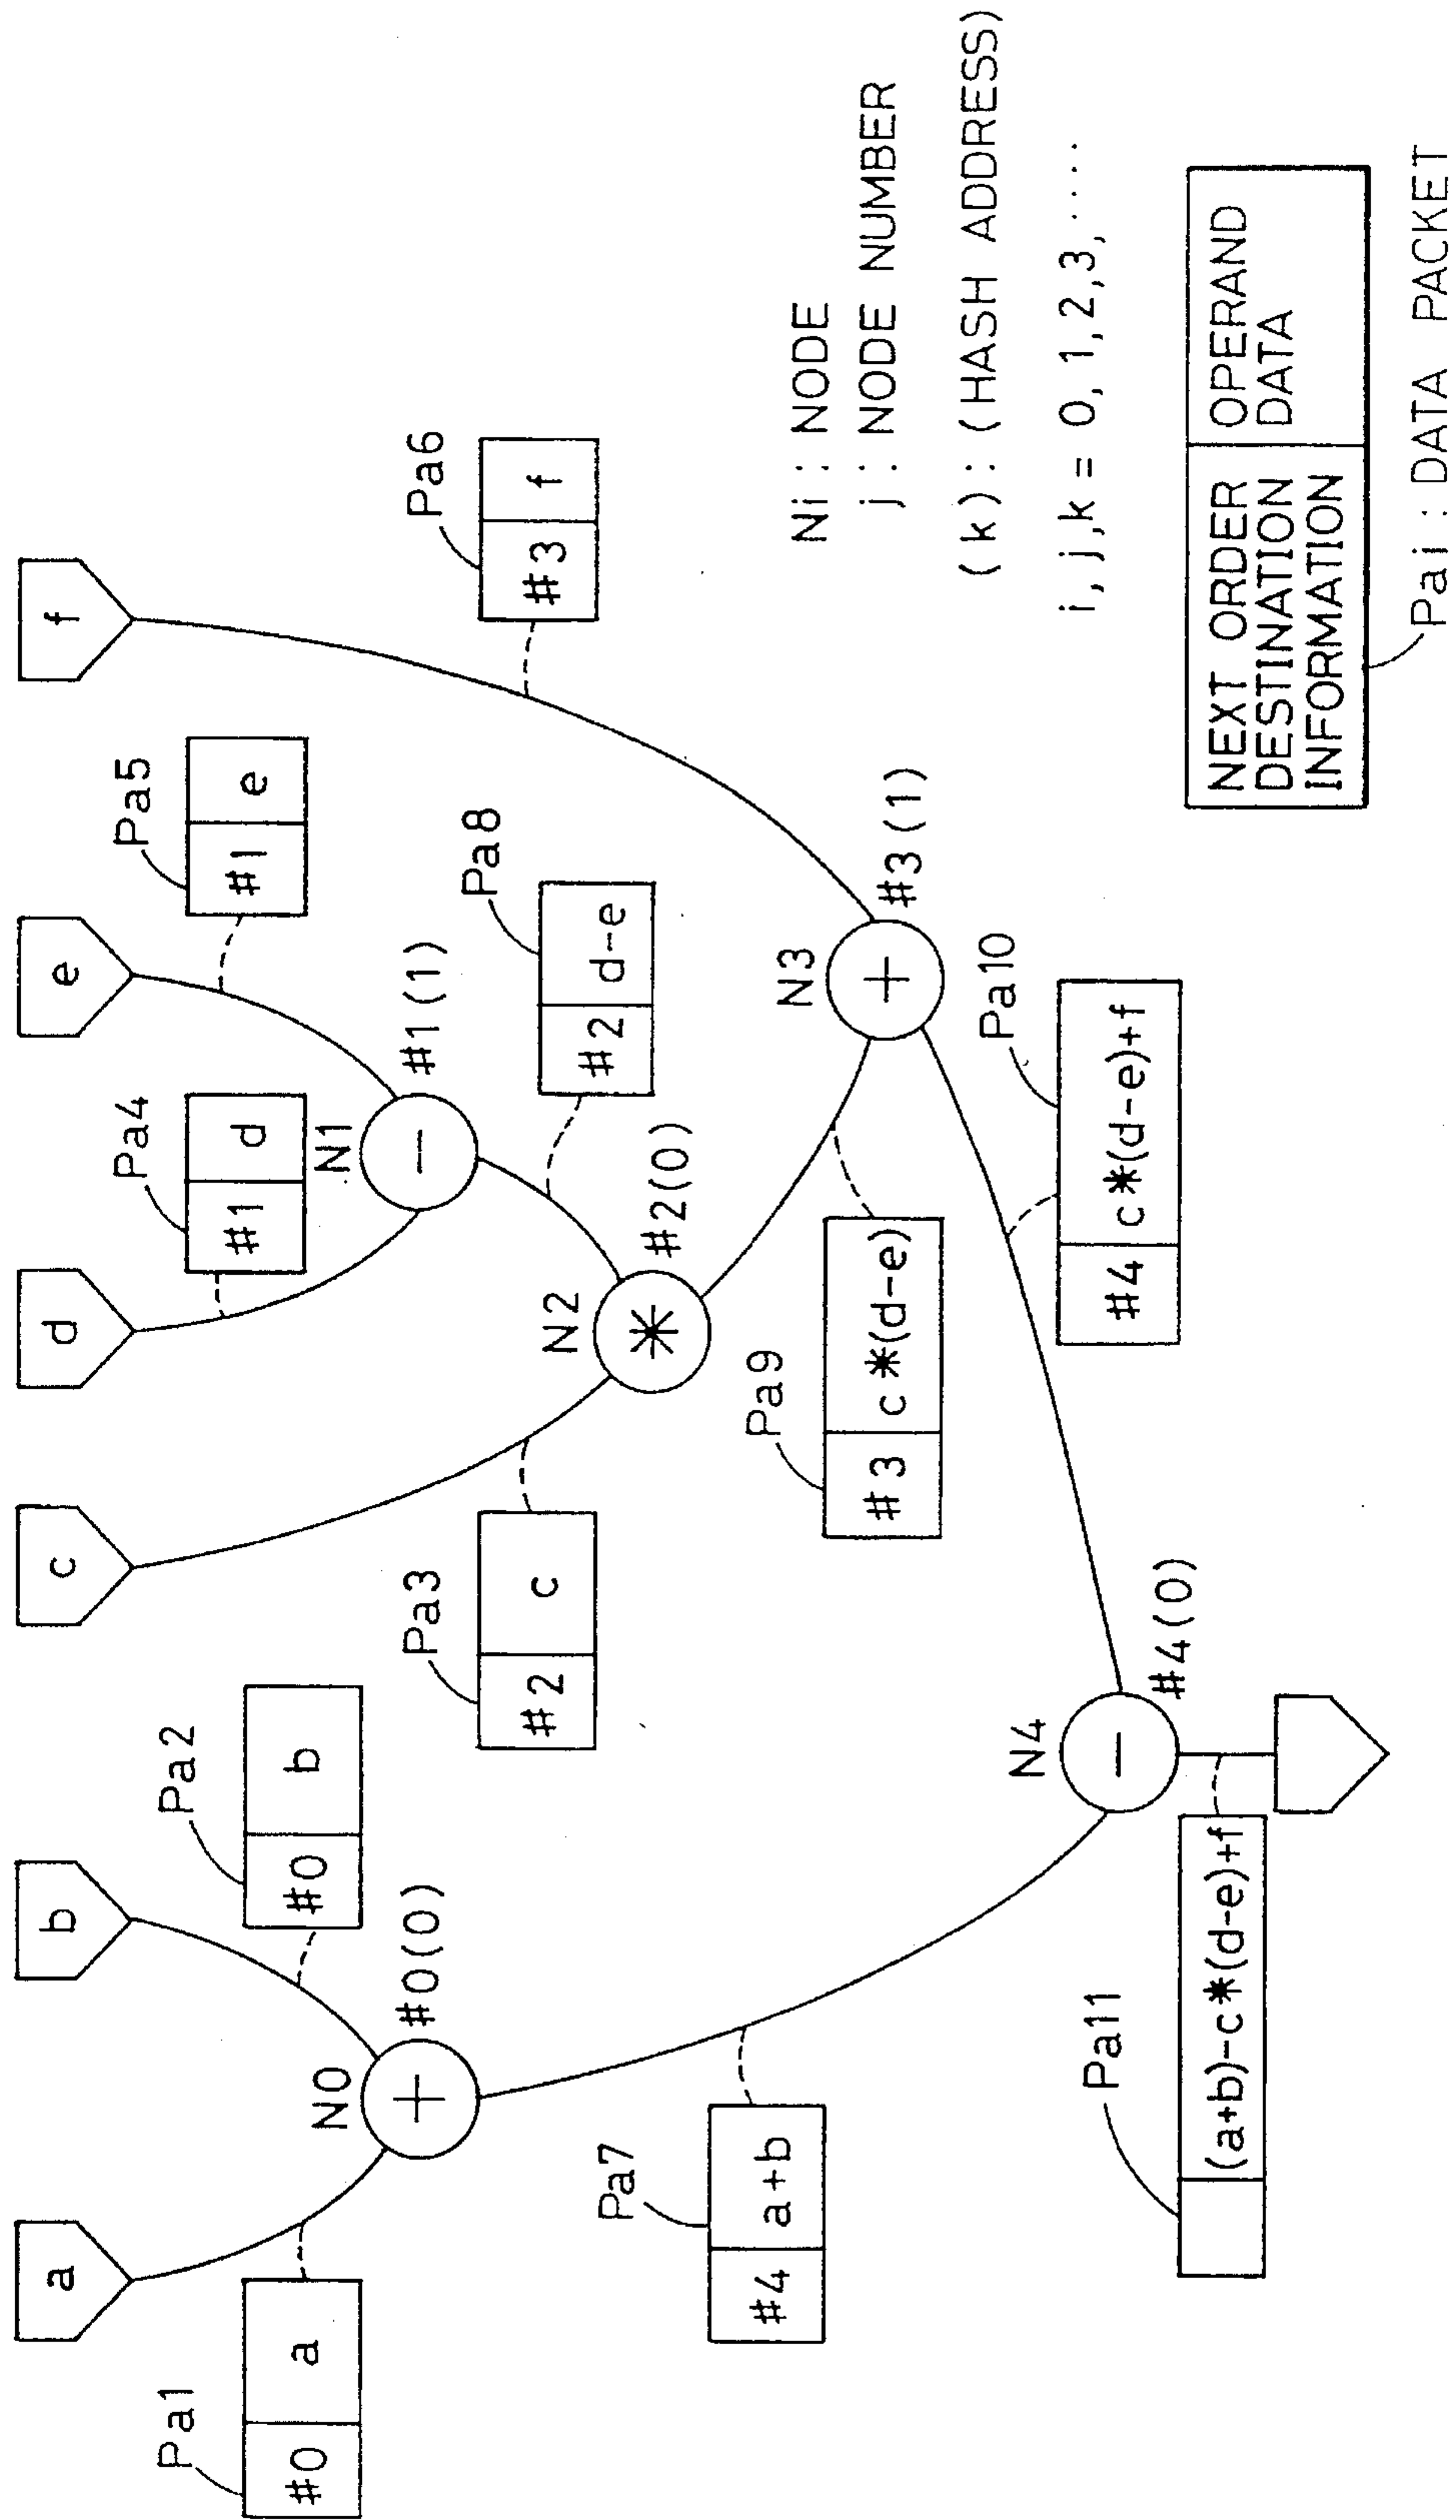 a
b
c
d
e
f
Pa1
#0 a
Pa2
#0 b
Pa3
#2 c
Pa4
#1 d
Pa5
#1 e
Pa6
#3 f
N0
+
#0(0)
N1
−
#1(1)
Pa8
#2 d-e
N2
*
#2(0)
Pa7
#4 a+b
Pa9
#3 c*(d-e)
N3
+
#3(1)
Pa10
#4 c*(d-e)+f
N4
−
#4(0)
Pa11
(a+b)-c*(d-e)+f
Ni: NODE
j: NODE NUMBER
(k): (HASH ADDRESS)
i,j,k = 0,1,2,3,....
NEXT ORDER
DESTINATION
INFORMATION
OPERAND
DATA
Pai: DATA PACKET